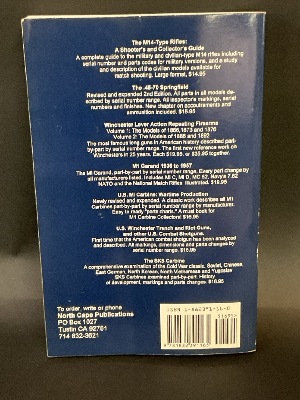 The M14-Type Rifles:
A Shooter's and Collector's Guide
A complete guide to the military and civilian-type M14 rifles including
serial number and parts codes for military versions, and a study
and description of the civilian models available for
match shooting. Large format, $14.95
The .45-70 Springfield
Revised and expanded 2nd Edition. All parts in all models de-
scribed by serial number range. All inspector's markings, serial
numbers and finishes. New chapter on accoutrements and
ammunition included. $16.95
Winchester Lever Action Repeating Firearms
Volume 1: The Models of 1866,1873 and 1876
Volume 2: The Models of 1886 and 1892
The most famous long guns in American history described part-
by-part by serial number range. The first new reference work on
Winchesters in 25 years. Each $19.95, or $35.95 together.
M1 Garand 1936 to 1957
The M1 Garand, part-by-part by serial number range. Every part change by
all manufacturers listed. Includes M1 C, M1 D, MC 52, Navy 7.62
NATO and the National Match Rifles. Illustrated. $19.95
U.S. M1 Carbine: Wartime Production
Newly revised and expanded. A classic work describes all M1
Carbines part-by-part by serial number range by manufacturer.
Easy to really "parts charts." A must book for
M1 Carbine Collectors! $16.95
U.S. Winchester Trench and Riot Guns,
and other U.S. Combat Shotguns.
First time that the American combat shotgun has been analyzed
and described. All markings, dimensions and parts changes by
serial number range. $15.95
The SKS Carbine
A comprehensive examination of the Cold War classic. Soviet, Chinese,
East German, North Korean, North Vietnamese and Yugoslav
SKS Carbines examined part-by-part. History of
development, markings and parts changes. $16.95
To order, write or phone
North Cape Publications
PO Box 1027
Tustin CA 92781
714 832-3621